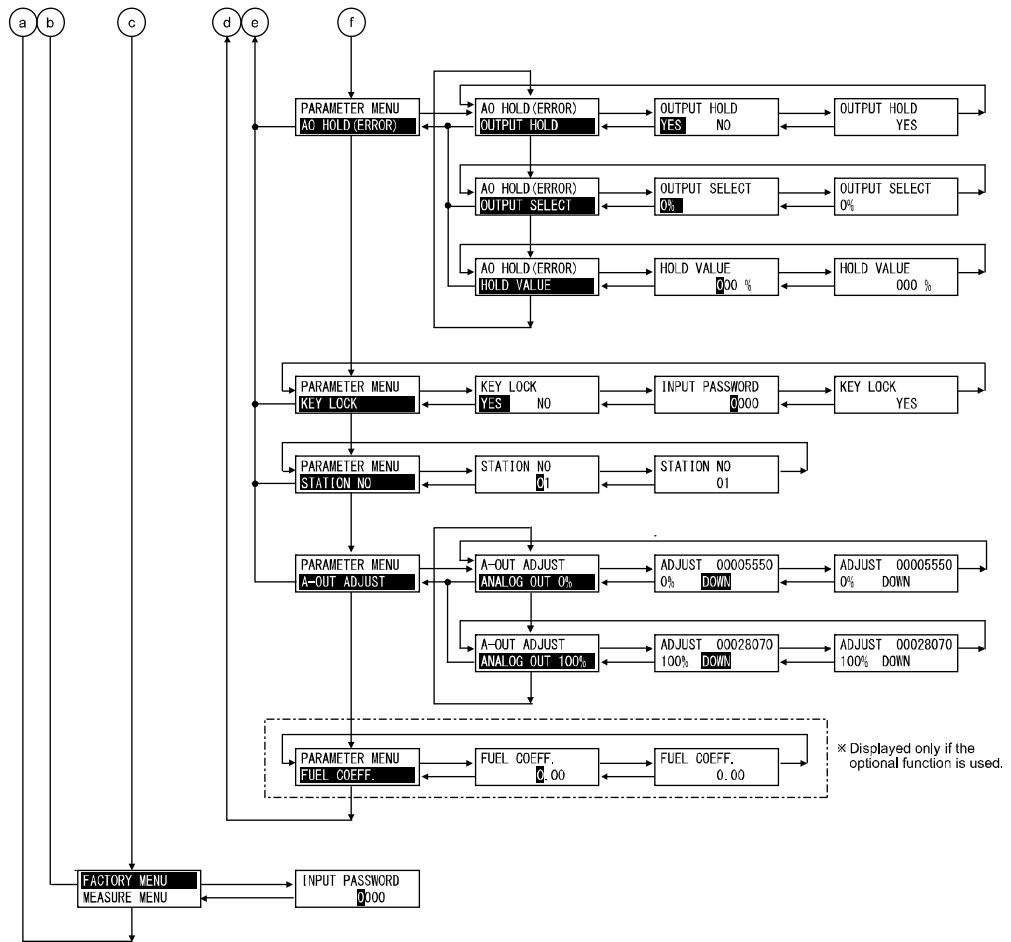 a
b
c
d
e
f
PARAMETER MENU
AO HOLD(ERROR)
AO HOLD(ERROR)
OUTPUT HOLD
OUTPUT HOLD
YES NO
OUTPUT HOLD
YES
AO HOLD(ERROR)
OUTPUT SELECT
OUTPUT SELECT
0%
OUTPUT SELECT
0%
AO HOLD(ERROR)
HOLD VALUE
HOLD VALUE
000 %
HOLD VALUE
000 %
PARAMETER MENU
KEY LOCK
KEY LOCK
YES NO
INPUT PASSWORD
0000
KEY LOCK
YES
PARAMETER MENU
STATION NO
STATION NO
01
STATION NO
01
PARAMETER MENU
A-OUT ADJUST
A-OUT ADJUST
ANALOG OUT 0%
ADJUST 00005550
0% DOWN
ADJUST 00005550
0% DOWN
A-OUT ADJUST
ANALOG OUT 100%
ADJUST 00028070
100% DOWN
ADJUST 00028070
100% DOWN
PARAMETER MENU
FUEL COEFF.
FUEL COEFF.
0.00
FUEL COEFF.
0.00
※ Displayed only if the
optional function is used.
FACTORY MENU
MEASURE MENU
INPUT PASSWORD
0000